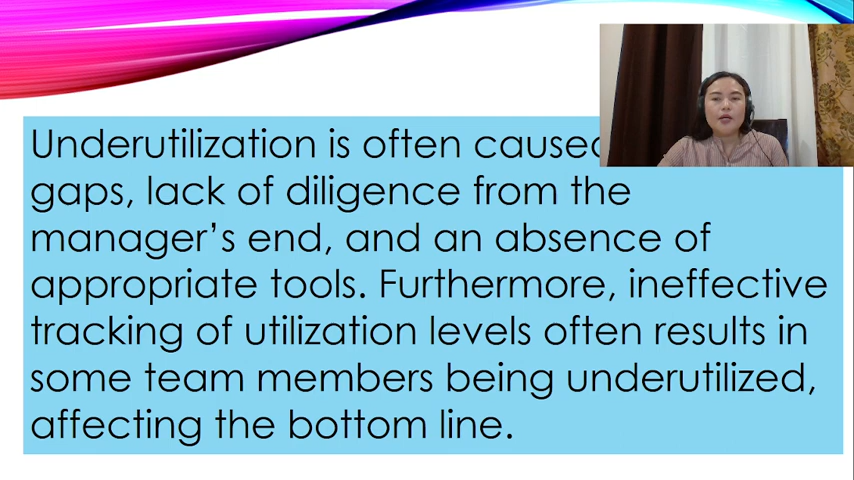 Underutilization is often caused
gaps, lack of diligence from the
manager’s end, and an absence of
appropriate tools. Furthermore, ineffective
tracking of utilization levels often results in
some team members being underutilized,
affecting the bottom line.